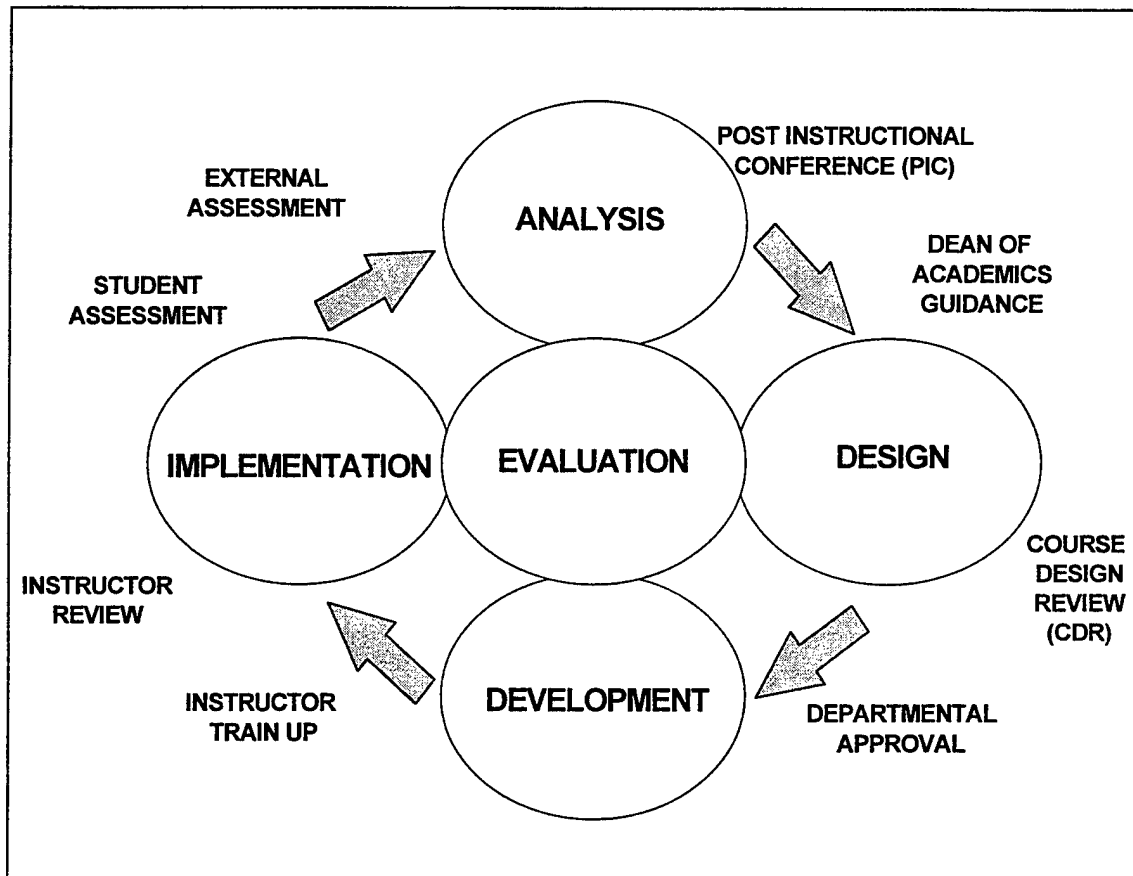 POST INSTRUCTIONAL
CONFERENCE (PIC)
EXTERNAL
ASSESSMENT
ANALYSIS
DEAN OF
ACADEMICS
GUIDANCE
STUDENT
ASSESSMENT
IMPLEMENTATION
EVALUATION
DESIGN
COURSE
DESIGN
REVIEW
(CDR)
INSTRUCTOR
REVIEW
INSTRUCTOR
TRAIN UP
DEVELOPMENT
DEPARTMENTAL
APPROVAL